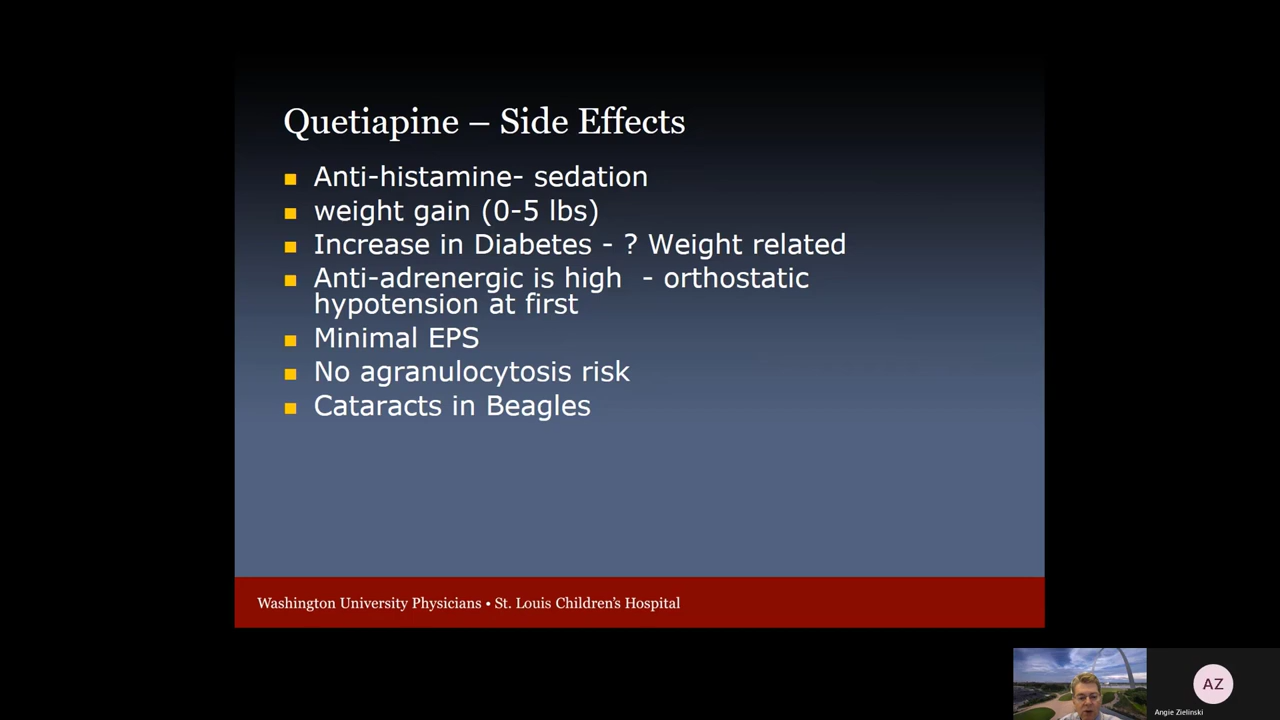 Quetiapine – Side Effects
Anti-histamine- sedation
weight gain (0-5 lbs)
Increase in Diabetes - ? Weight related
Anti-adrenergic is high - orthostatic
hypotension at first
Minimal EPS
No agranulocytosis risk
Cataracts in Beagles
Washington University Physicians • St. Louis Children's Hospital
AZ
Angie Zielinski